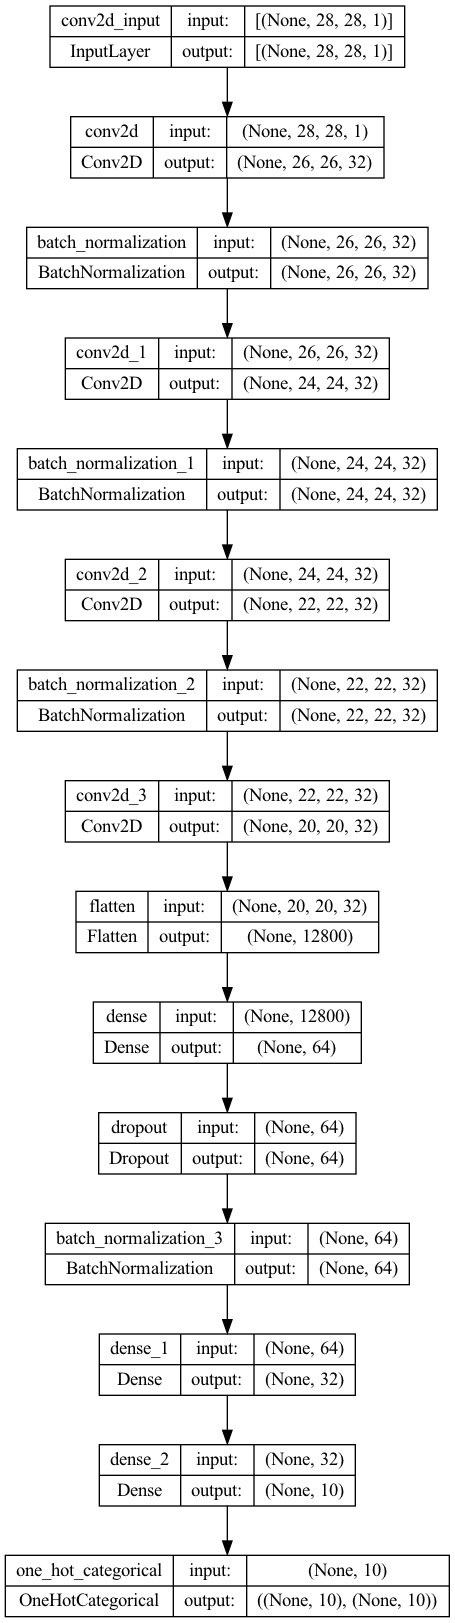 conv2d_input input: [(None, 28, 28, 1)]
InputLayer output: [(None, 28, 28, 1)]
conv2d input: (None, 28, 28, 1)
Conv2D output: (None, 26, 26, 32)
batch_normalization input: (None, 26, 26, 32)
BatchNormalization output: (None, 26, 26, 32)
conv2d_1 input: (None, 26, 26, 32)
Conv2D output: (None, 24, 24, 32)
batch_normalization_1 input: (None, 24, 24, 32)
BatchNormalization output: (None, 24, 24, 32)
conv2d_2 input: (None, 24, 24, 32)
Conv2D output: (None, 22, 22, 32)
batch_normalization_2 input: (None, 22, 22, 32)
BatchNormalization output: (None, 22, 22, 32)
conv2d_3 input: (None, 22, 22, 32)
Conv2D output: (None, 20, 20, 32)
flatten input: (None, 20, 20, 32)
Flatten output: (None, 12800)
dense input: (None, 12800)
Dense output: (None, 64)
dropout input: (None, 64)
Dropout output: (None, 64)
batch_normalization_3 input: (None, 64)
BatchNormalization output: (None, 64)
dense_1 input: (None, 64)
Dense output: (None, 32)
dense_2 input: (None, 32)
Dense output: (None, 10)
one_hot_categorical input: (None, 10)
OneHotCategorical output: ((None, 10), (None, 10))